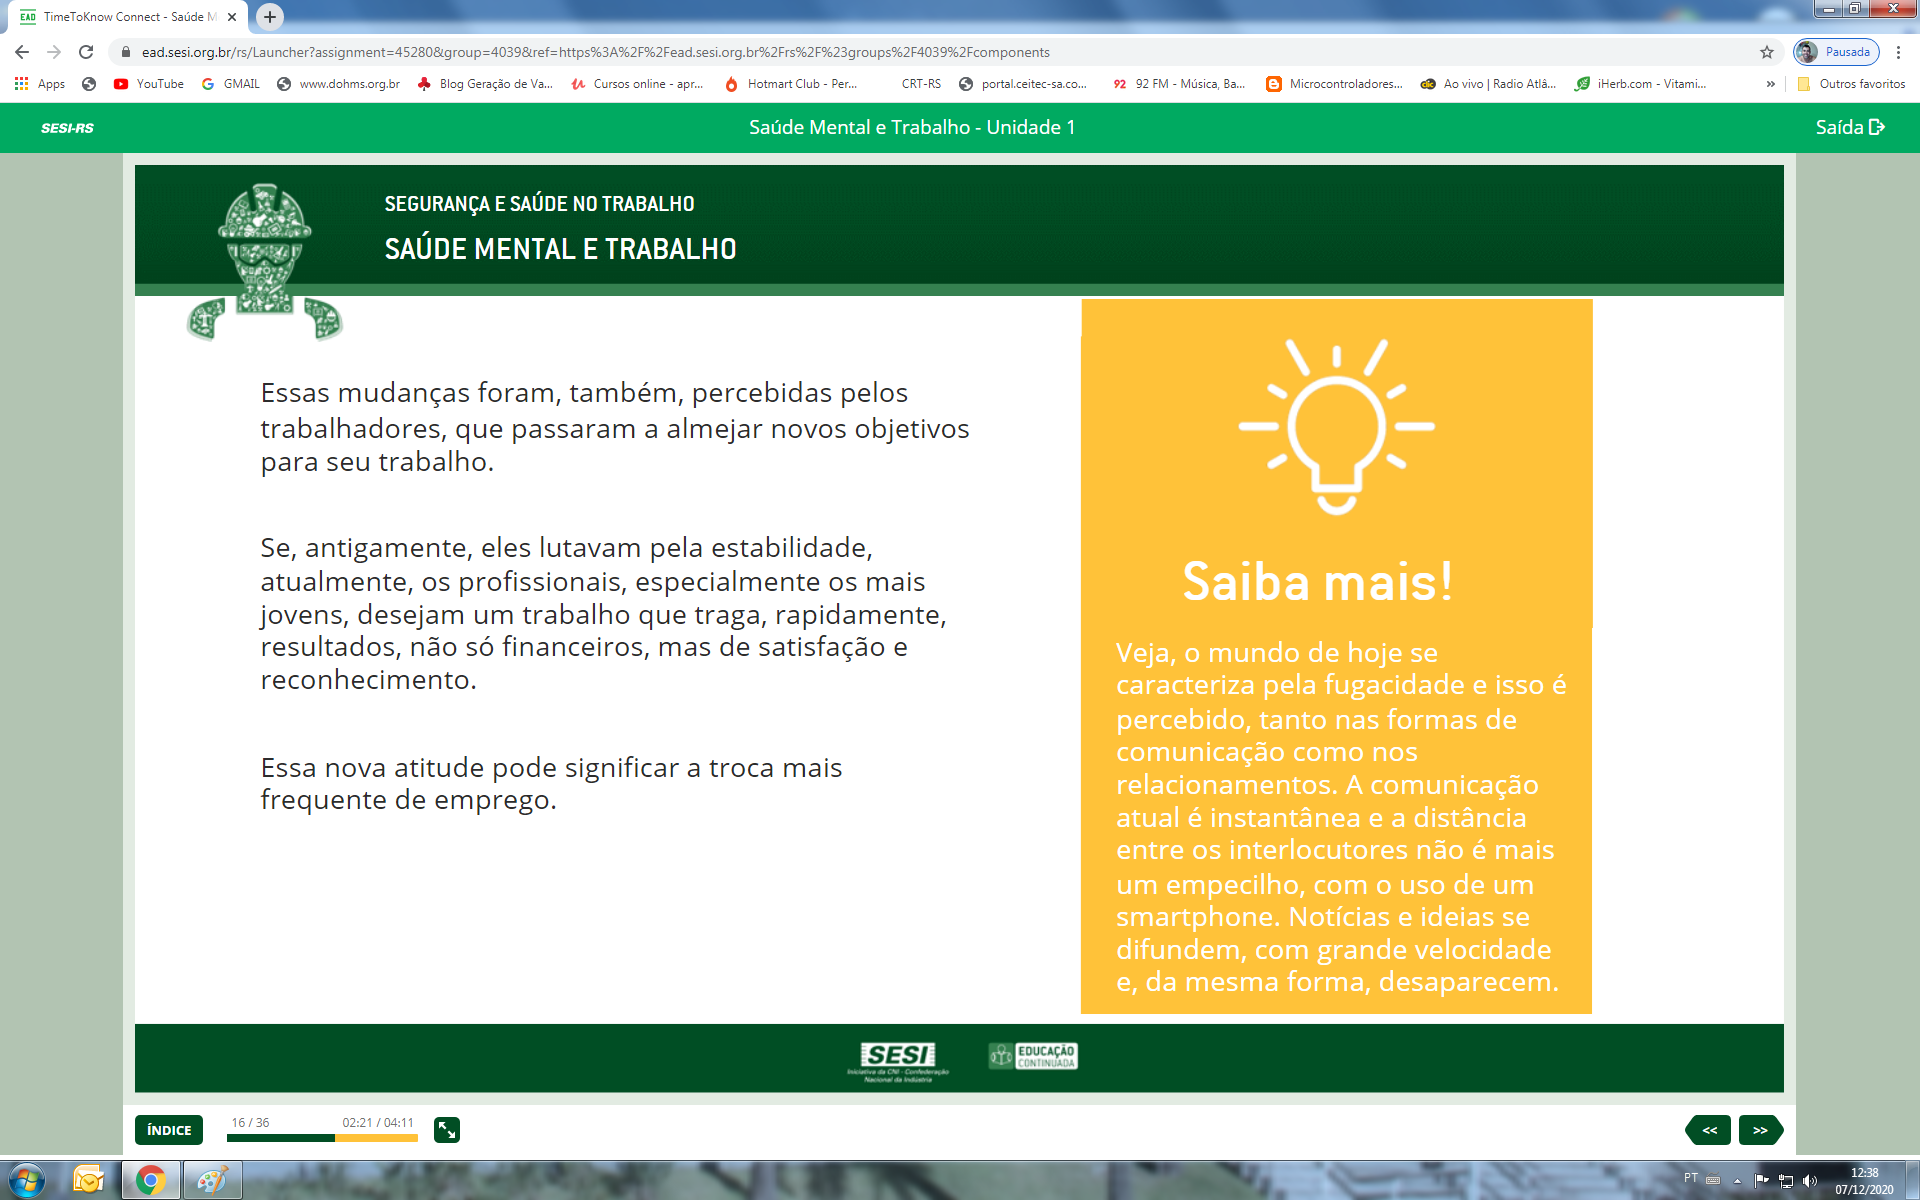 TimeToKnow Connect - Saúde M
ead.sesi.org.br/rs/Launcher?assignment=45280&group=4039&ref=https%3A%2F%2Fead.sesi.org.br%2Frs%2F%23groups%2F4039%2Fcomponents
Pausada
Apps
YouTube
GMAIL
www.dohms.org.br
Blog Geração de Va...
Cursos online - apr...
Hotmart Club - Per...
CRT-RS
portal.ceitec-sa.co...
92 FM - Música, Ba...
Microcontroladores...
Ao vivo | Radio Atlâ...
iHerb.com - Vitami...
»
Outros favoritos
SESI-RS
Saúde Mental e Trabalho - Unidade 1
Saída
SEGURANÇA E SAÚDE NO TRABALHO
SAÚDE MENTAL E TRABALHO
Essas mudanças foram, também, percebidas pelos
trabalhadores, que passaram a almejar novos objetivos
para seu trabalho.
Se, antigamente, eles lutavam pela estabilidade,
atualmente, os profissionais, especialmente os mais
jovens, desejam um trabalho que traga, rapidamente,
resultados, não só financeiros, mas de satisfação e
reconhecimento.
Essa nova atitude pode significar a troca mais
frequente de emprego.
Saiba mais!
Veja, o mundo de hoje se
caracteriza pela fugacidade e isso é
percebido, tanto nas formas de
comunicação como nos
relacionamentos. A comunicação
atual é instantânea e a distância
entre os interlocutores não é mais
um empecilho, com o uso de um
smartphone. Notícias e ideias se
difundem, com grande velocidade
e, da mesma forma, desaparecem.
SESI
Iniciativa da CNI - Confederação
Nacional da Indústria
EDUCAÇÃO
CONTINUADA
ÍNDICE
16 / 36
02:21 / 04:11
<<
>>
PT
12:38
07/12/2020